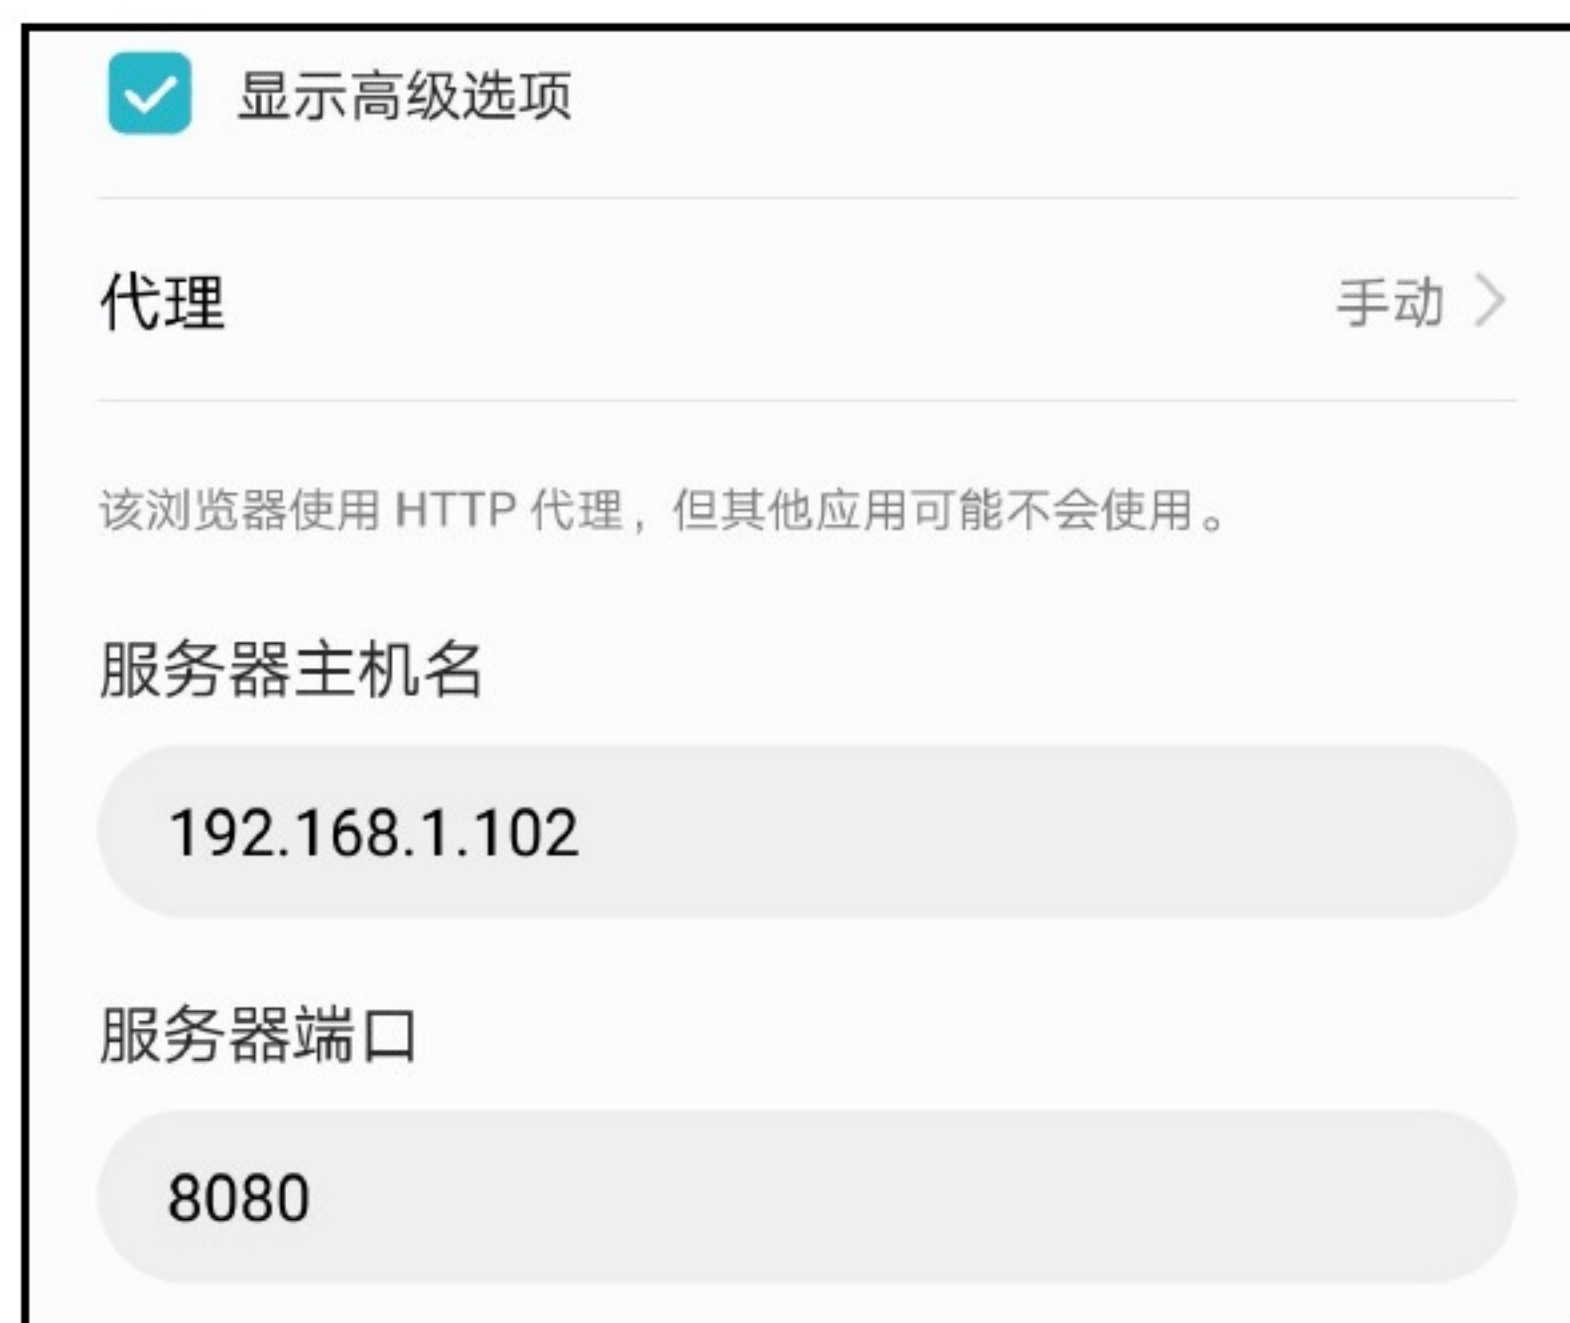 显示高级选项
代理
手动
该浏览器使用 HTTP 代理，但其他应用可能不会使用。
服务器主机名
192.168.1.102
服务器端口
8080